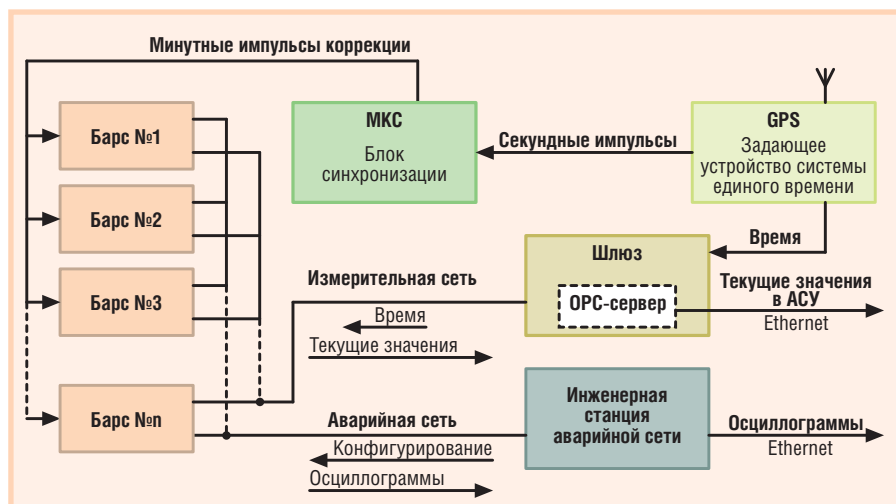 Минутные импульсы коррекции
Барс №1
Барс №2
Барс №3
Барс №n
МКС
Блок
синхронизации
Секундные импульсы
GPS
Задающее
устройство системы
единого времени
Время
Шлюз
OPC-сервер
Текущие значения
в АСУ
Ethernet
Измерительная сеть
Время
Текущие значения
Аварийная сеть
Конфигурирование
Осциллограммы
Инженерная
станция
аварийной сети
Осциллограммы
Ethernet